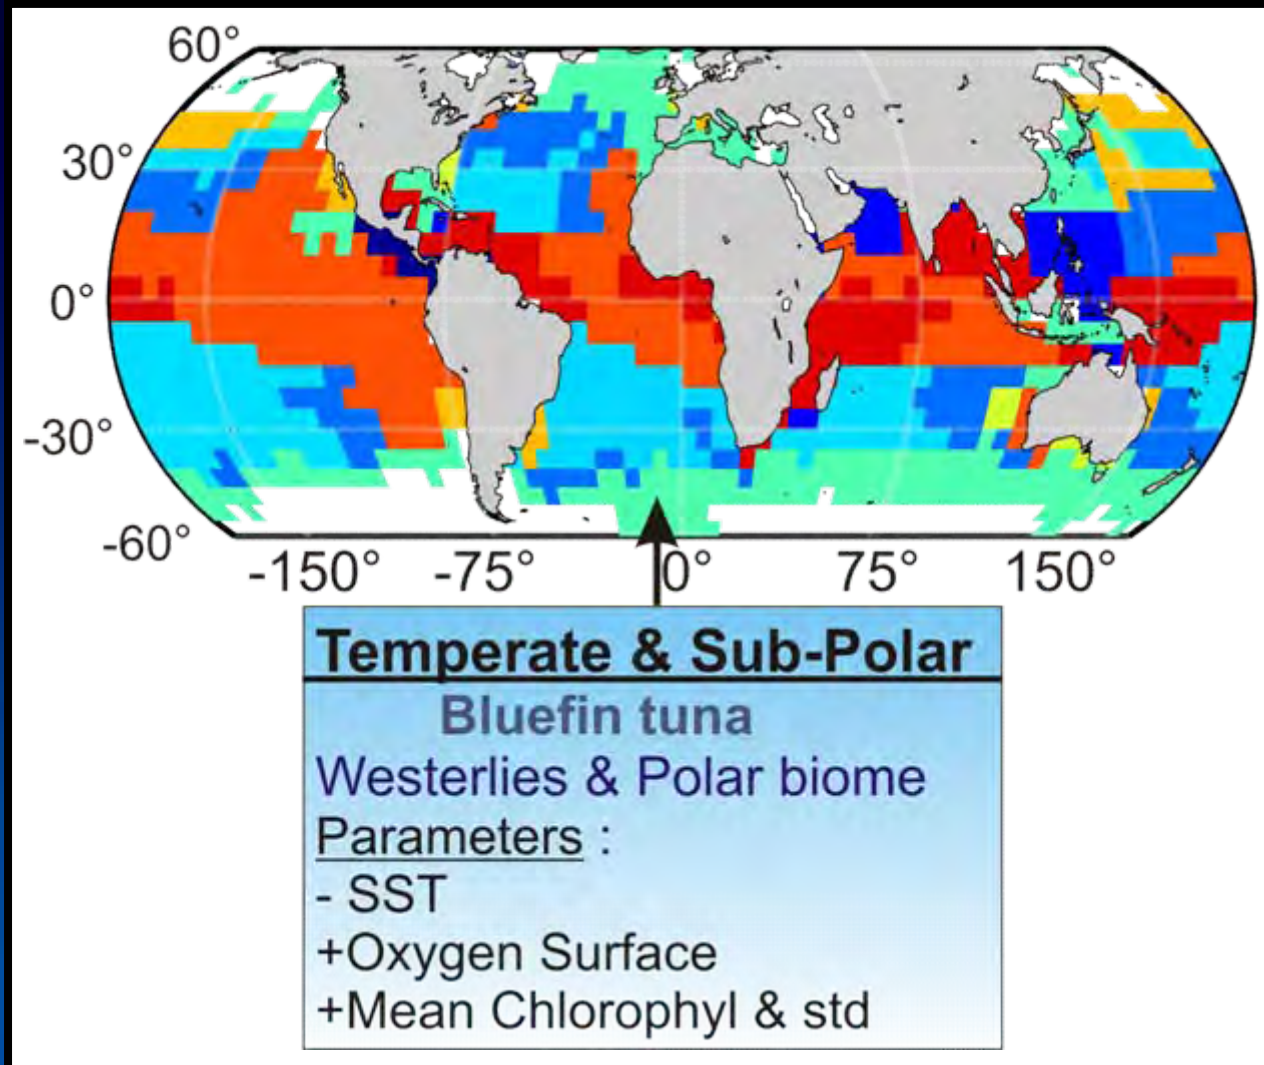 60°
30°
0°
-30°
-60°
-150° -75° 0° 75° 150°
Temperate & Sub-Polar
Bluefin tuna
Westerlies & Polar biome
Parameters :
- SST
+Oxygen Surface
+Mean Chlorophyl & std